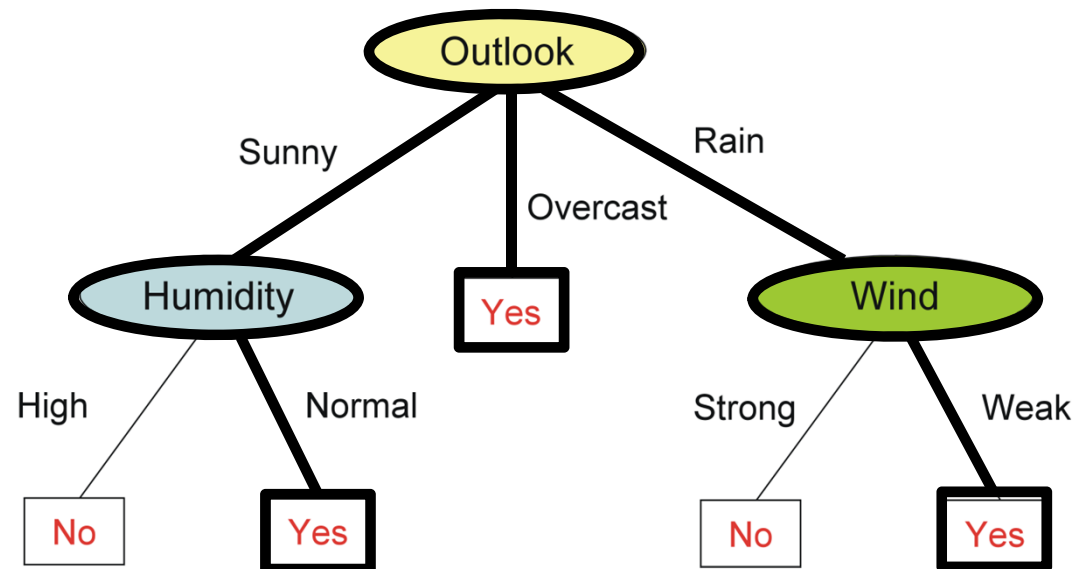 Outlook
Sunny
Rain
Overcast
Humidity
Yes
Wind
High
Normal
Strong
Weak
No
Yes
No
Yes